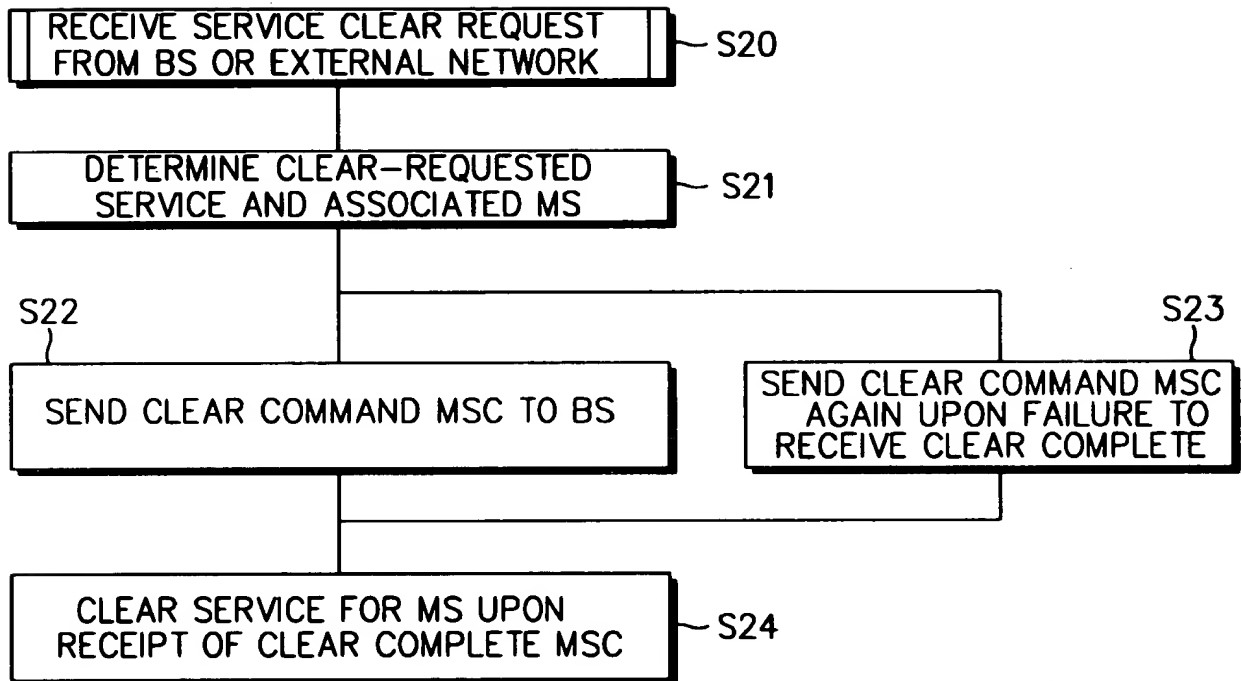 RECEIVE SERVICE CLEAR REQUEST
FROM BS OR EXTERNAL NETWORK
S20
DETERMINE CLEAR-REQUESTED
SERVICE AND ASSOCIATED MS
S21
S22
SEND CLEAR COMMAND MSC TO BS
S23
SEND CLEAR COMMAND MSC
AGAIN UPON FAILURE TO
RECEIVE CLEAR COMPLETE
CLEAR SERVICE FOR MS UPON
RECEIPT OF CLEAR COMPLETE MSC
S24